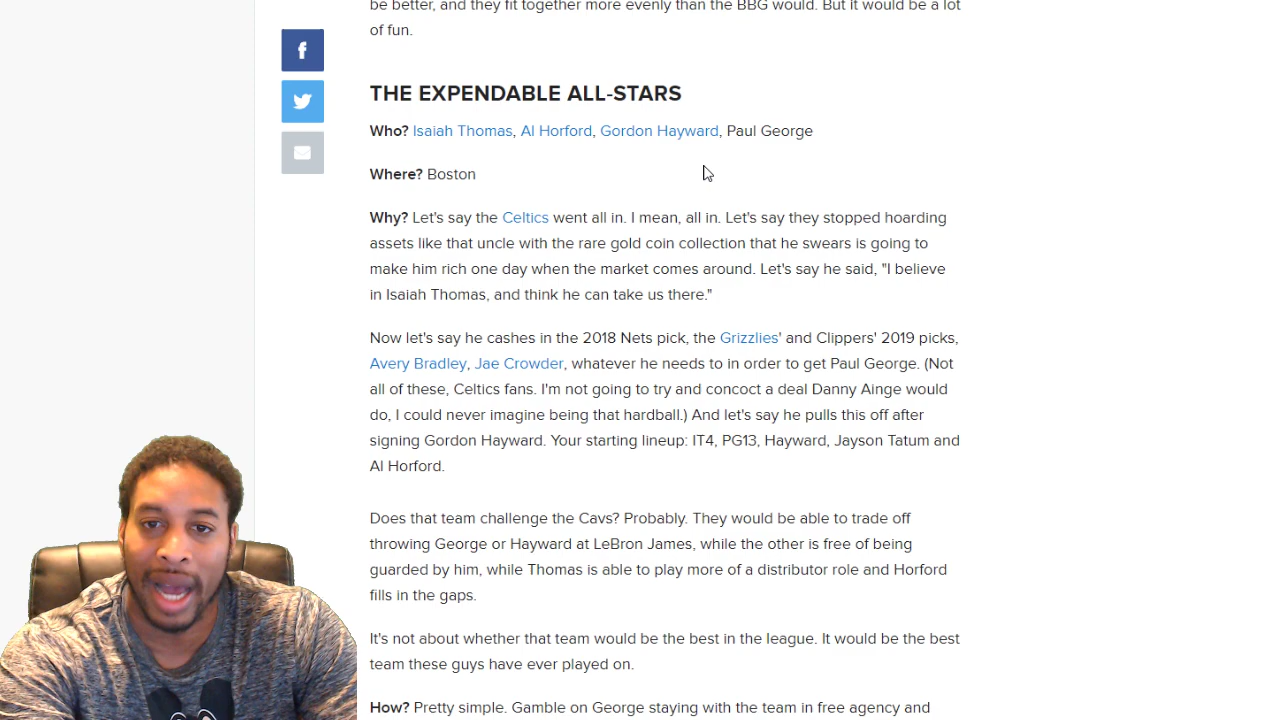 be better, and they fit together more evenly than the BBG would. But it would be a lot
of fun.
THE EXPENDABLE ALL-STARS
Who? Isaiah Thomas, Al Horford, Gordon Hayward, Paul George
Where? Boston
Why? Let's say the Celtics went all in. I mean, all in. Let's say they stopped hoarding
assets like that uncle with the rare gold coin collection that he swears is going to
make him rich one day when the market comes around. Let's say he said, "I believe
in Isaiah Thomas, and think he can take us there."
Now let's say he cashes in the 2018 Nets pick, the Grizzlies' and Clippers' 2019 picks,
Avery Bradley, Jae Crowder, whatever he needs to in order to get Paul George. (Not
all of these, Celtics fans. I'm not going to try and concoct a deal Danny Ainge would
do, I could never imagine being that hardball.) And let's say he pulls this off after
signing Gordon Hayward. Your starting lineup: IT4, PG13, Hayward, Jayson Tatum and
Al Horford.
Does that team challenge the Cavs? Probably. They would be able to trade off
throwing George or Hayward at LeBron James, while the other is free of being
guarded by him, while Thomas is able to play more of a distributor role and Horford
fills in the gaps.
It's not about whether that team would be the best in the league. It would be the best
team these guys have ever played on.
How? Pretty simple. Gamble on George staying with the team in free agency and